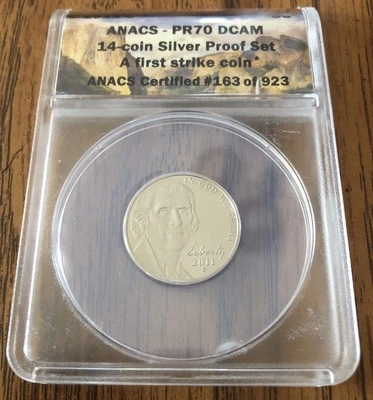 ANACS - PR70 DCAM
14-coin Silver Proof Set
A first strike coin*
ANACS Certified #163 of 923
IN GOD WE TRUST
Liberty
2011
S